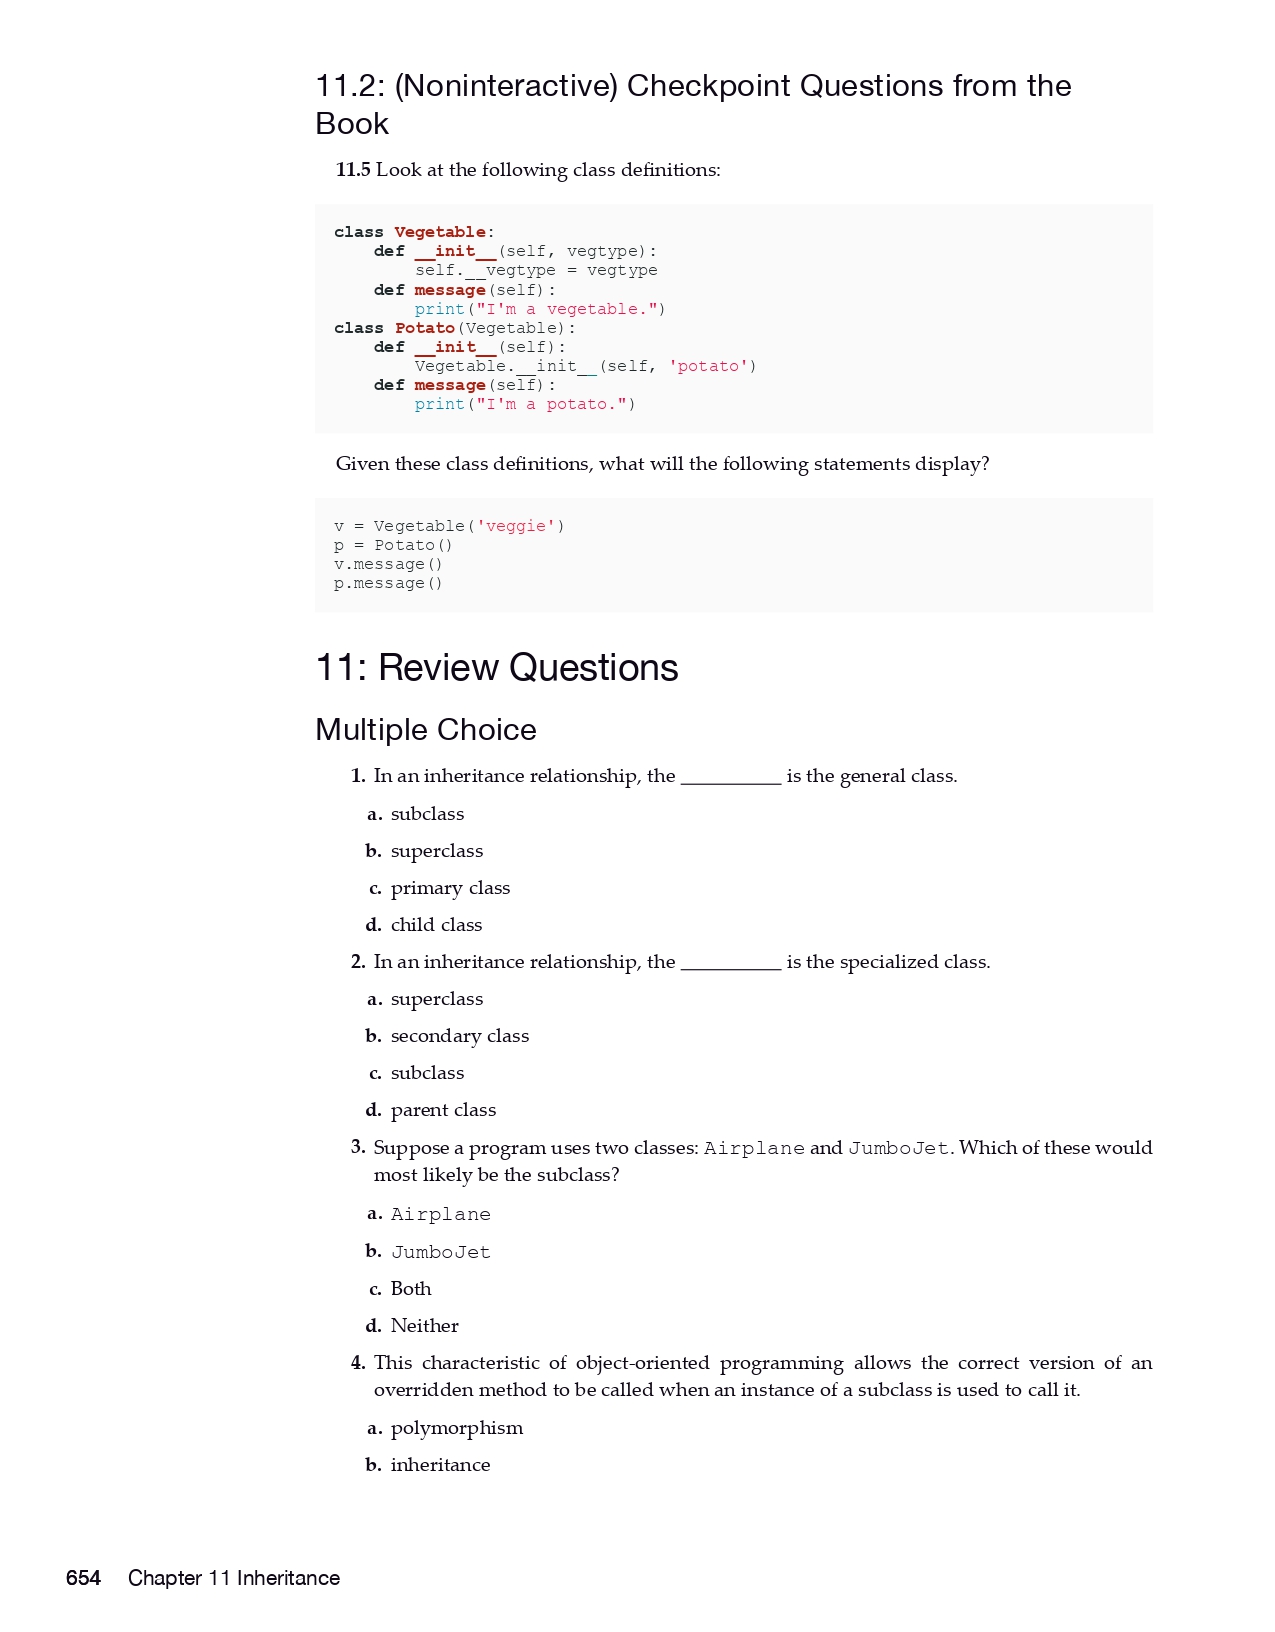 11.2: (Noninteractive) Checkpoint Questions from the
Book
11.5 Look at the following class definitions:
class Vegetable:
    def __init__(self, vegtype):
        self.__vegtype = vegtype
    def message(self):
        print("I'm a vegetable.")
class Potato(Vegetable):
    def __init__(self):
        Vegetable.__init__(self, 'potato')
    def message(self):
        print("I'm a potato.")
Given these class definitions, what will the following statements display?
v = Vegetable('veggie')
p = Potato()
v.message()
p.message()
11: Review Questions
Multiple Choice
1. In an inheritance relationship, the __________ is the general class.
a. subclass
b. superclass
c. primary class
d. child class
2. In an inheritance relationship, the __________ is the specialized class.
a. superclass
b. secondary class
c. subclass
d. parent class
3. Suppose a program uses two classes: Airplane and JumboJet. Which of these would
most likely be the subclass?
a. Airplane
b. JumboJet
c. Both
d. Neither
4. This characteristic of object-oriented programming allows the correct version of an
overridden method to be called when an instance of a subclass is used to call it.
a. polymorphism
b. inheritance
654 Chapter 11 Inheritance